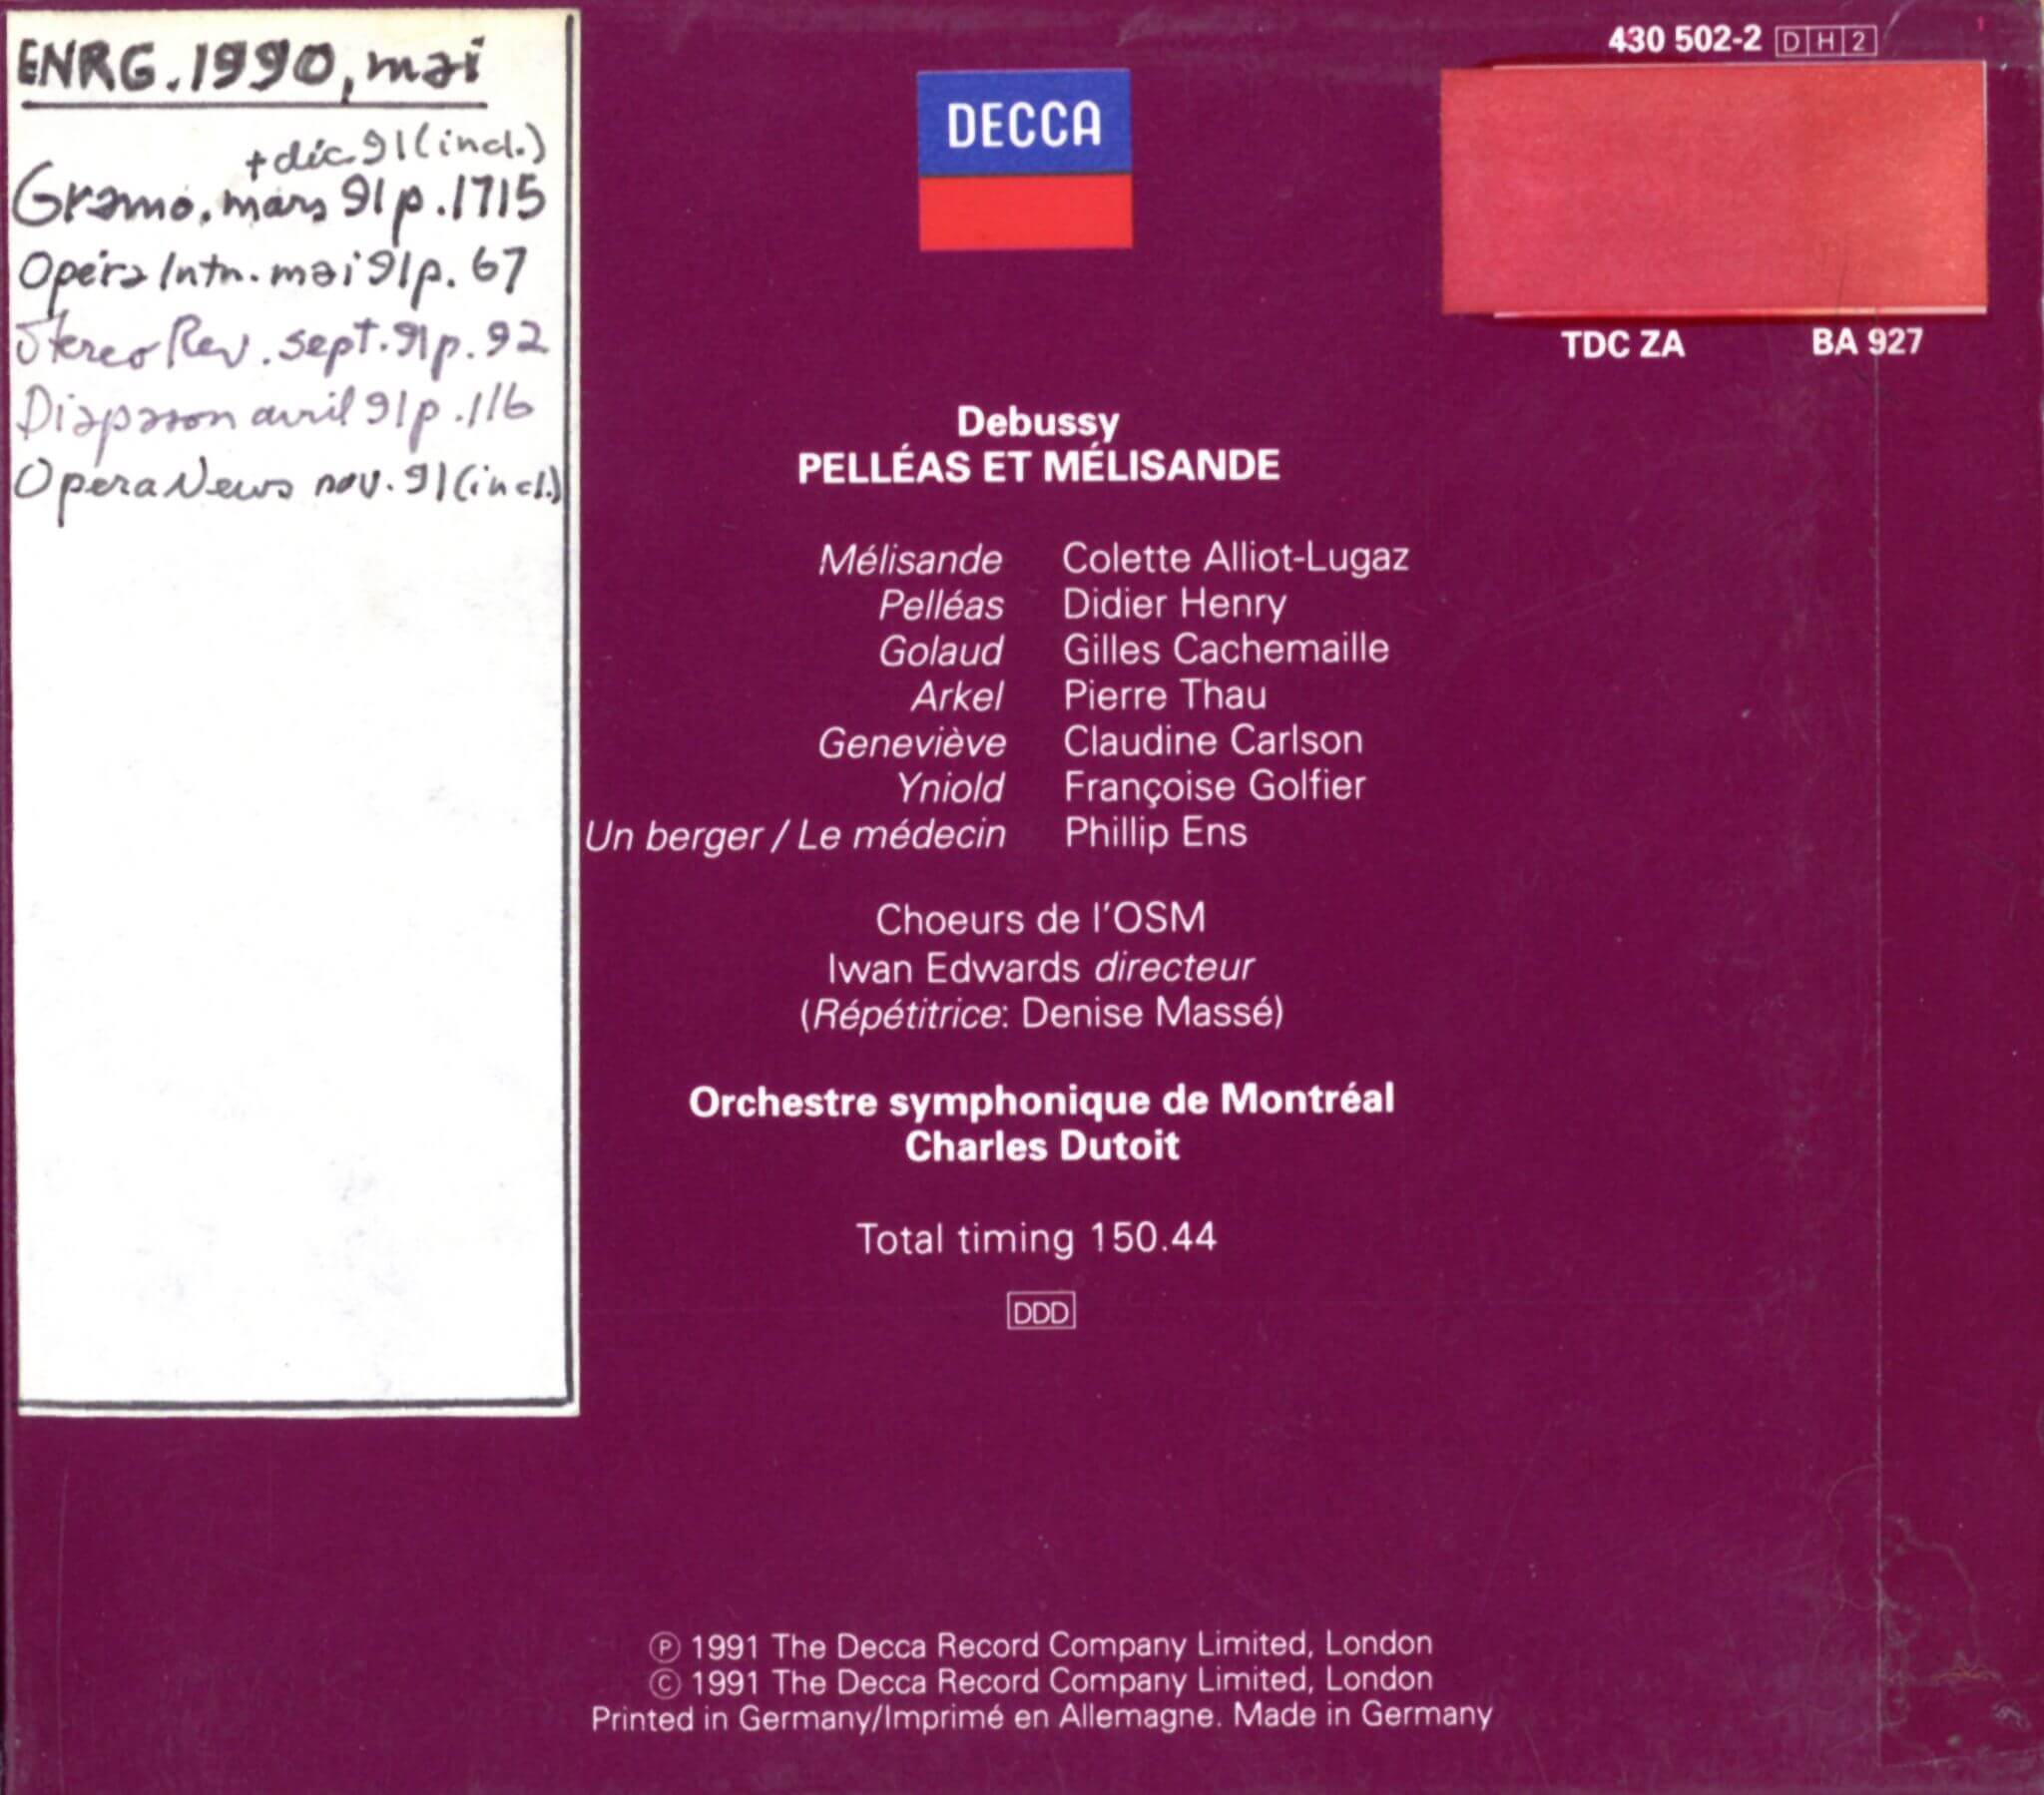 ENRG. 1990, mai
+ déc 91 (incl.)
Gramo. mars 91 p. 1715
Opéra Intn. mai 91 p. 67
Stereo Rev. sept. 91 p. 92
Diapason avril 91 p. 116
Opera News nov. 91 (incl.)
430 502-2 DH2
DECCA
TDC ZA BA 927
Debussy
PELLÉAS ET MÉLISANDE
Mélisande Colette Alliot-Lugaz
Pelléas Didier Henry
Golaud Gilles Cachemaille
Arkel Pierre Thau
Geneviève Claudine Carlson
Yniold Françoise Golfier
Un berger / Le médecin Phillip Ens
Choeurs de l'OSM
Iwan Edwards directeur
(Répétitrice: Denise Massé)
Orchestre symphonique de Montréal
Charles Dutoit
Total timing 150.44
DDD
℗ 1991 The Decca Record Company Limited, London
© 1991 The Decca Record Company Limited, London
Printed in Germany/Imprimé en Allemagne. Made in Germany